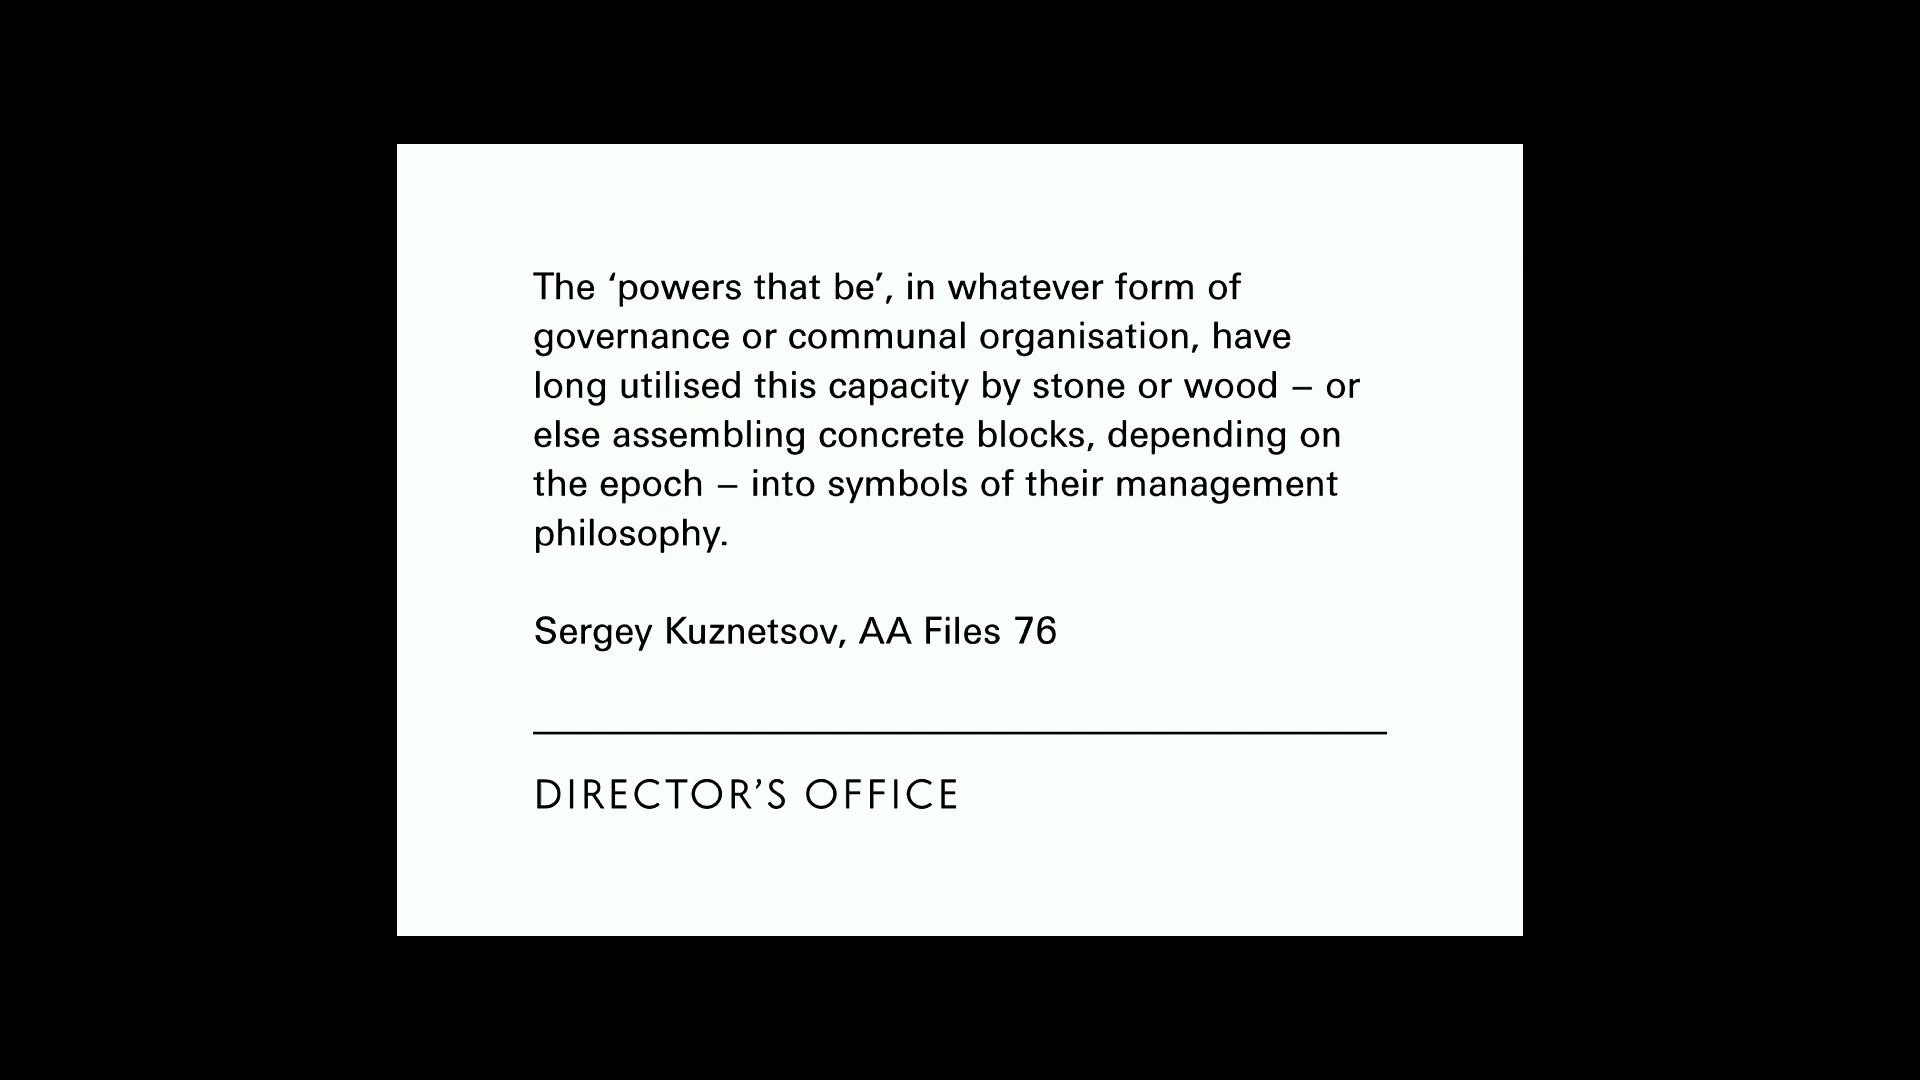 The ‘powers that be’, in whatever form of
governance or communal organisation, have
long utilised this capacity by stone or wood – or
else assembling concrete blocks, depending on
the epoch – into symbols of their management
philosophy.
Sergey Kuznetsov, AA Files 76
DIRECTOR’S OFFICE